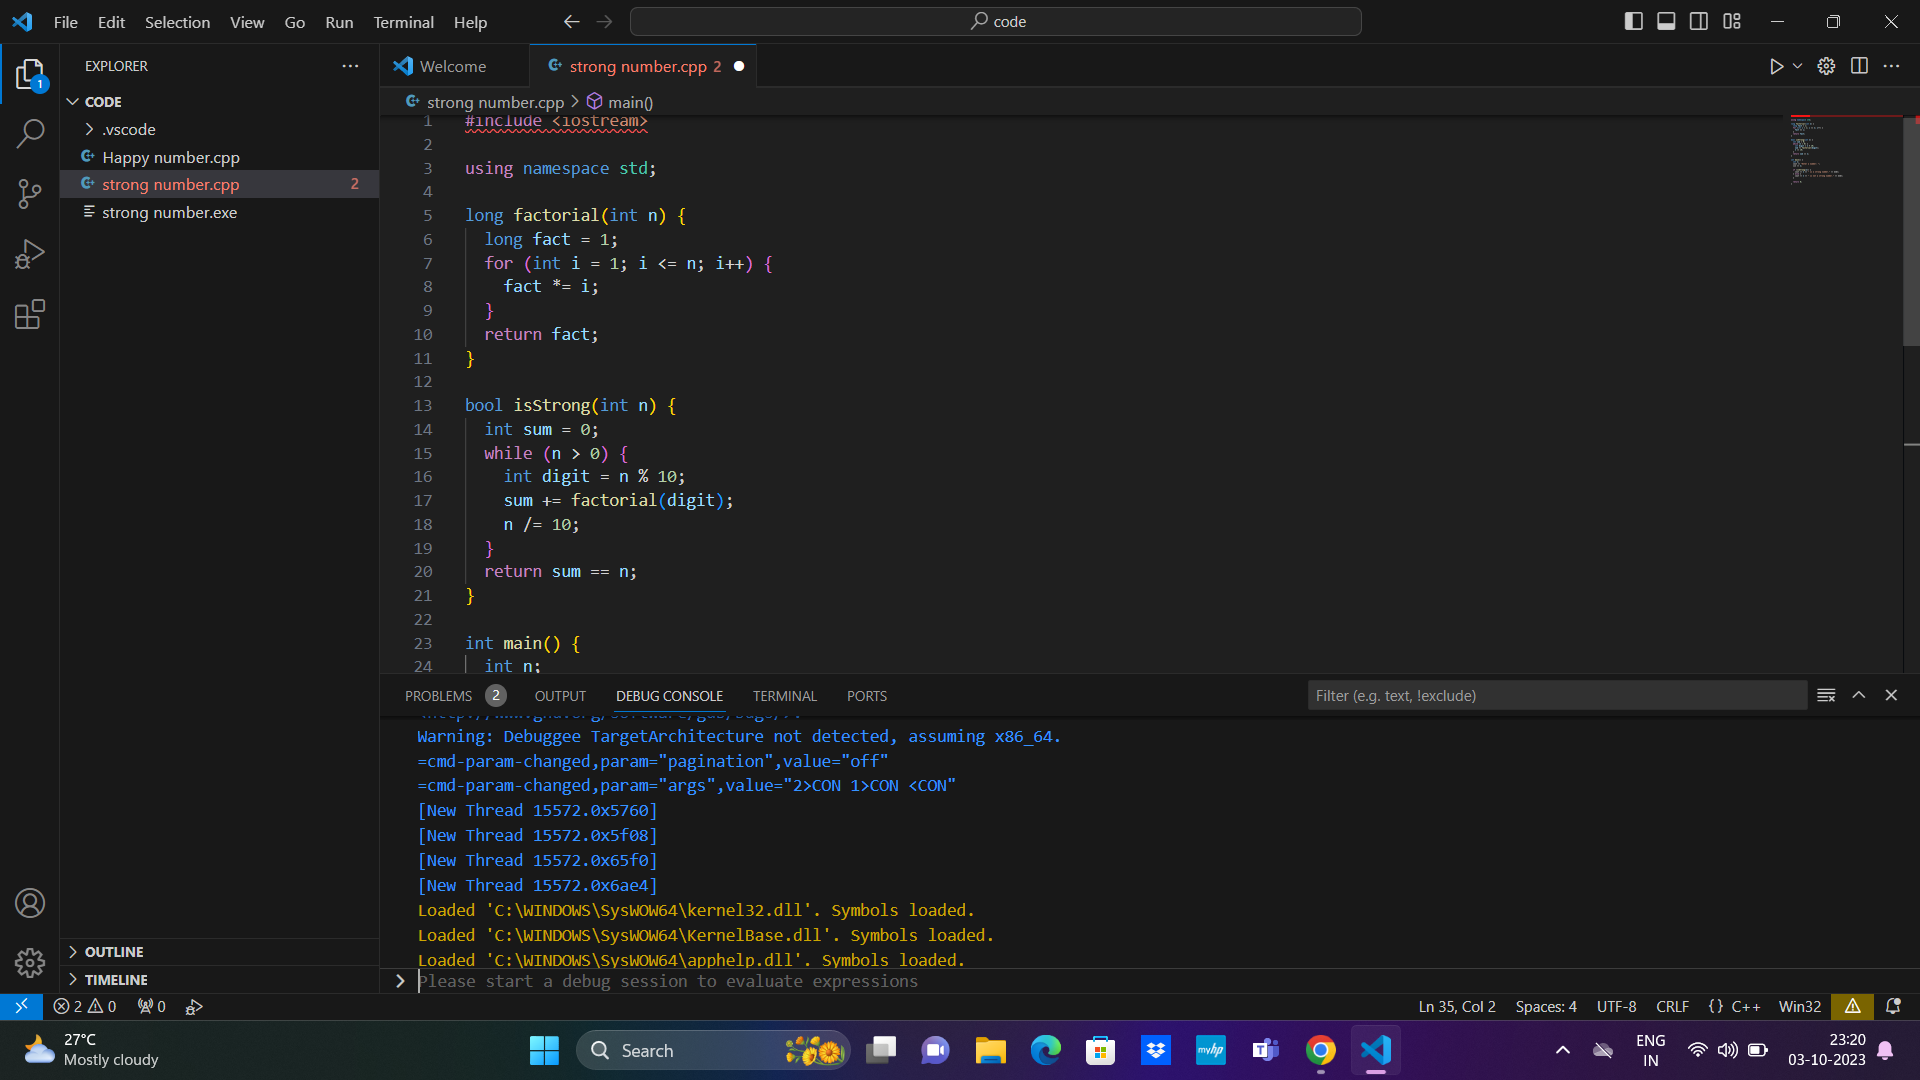 File Edit Selection View Go Run Terminal Help
code
EXPLORER
Welcome
strong number.cpp 2
1
CODE
strong number.cpp > main()
.vscode
Happy number.cpp
strong number.cpp 2
strong number.exe
1 #include <iostream>
2
3 using namespace std;
4
5 long factorial(int n) {
6 long fact = 1;
7 for (int i = 1; i <= n; i++) {
8 fact *= i;
9 }
10 return fact;
11 }
12
13 bool isStrong(int n) {
14 int sum = 0;
15 while (n > 0) {
16 int digit = n % 10;
17 sum += factorial(digit);
18 n /= 10;
19 }
20 return sum == n;
21 }
22
23 int main() {
24 int n;
PROBLEMS 2 OUTPUT DEBUG CONSOLE TERMINAL PORTS
Filter (e.g. text, !exclude)
Warning: Debuggee TargetArchitecture not detected, assuming x86_64.
=cmd-param-changed,param="pagination",value="off"
=cmd-param-changed,param="args",value="2>CON 1>CON <CON"
[New Thread 15572.0x5760]
[New Thread 15572.0x5f08]
[New Thread 15572.0x65f0]
[New Thread 15572.0x6ae4]
Loaded 'C:\WINDOWS\SysWOW64\kernel32.dll'. Symbols loaded.
Loaded 'C:\WINDOWS\SysWOW64\KernelBase.dll'. Symbols loaded.
Loaded 'C:\WINDOWS\SysWOW64\apphelp.dll'. Symbols loaded.
Please start a debug session to evaluate expressions
OUTLINE
TIMELINE
2 0 0
Ln 35, Col 2 Spaces: 4 UTF-8 CRLF {} C++ Win32
27°C
Mostly cloudy
Search
myhp
ENG
IN
23:20
03-10-2023